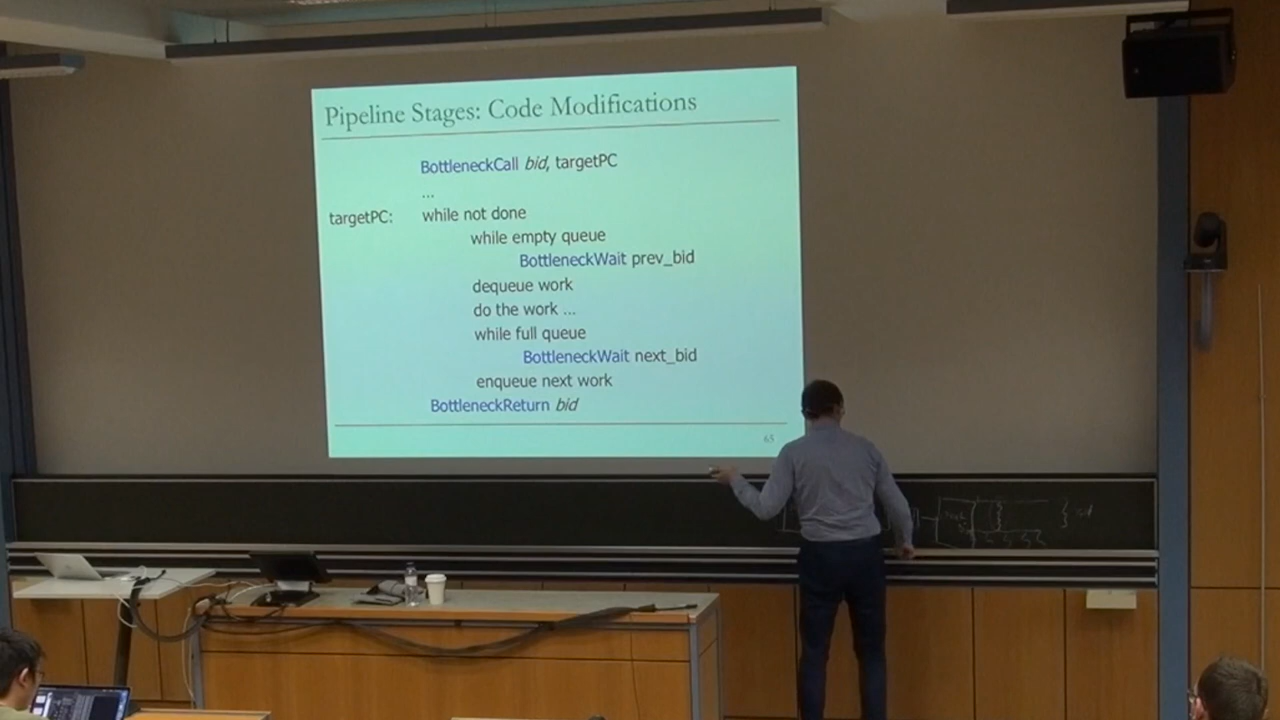 Pipeline Stages: Code Modifications
BottleneckCall bid, targetPC
...
targetPC: while not done
while empty queue
BottleneckWait prev_bid
dequeue work
do the work ...
while full queue
BottleneckWait next_bid
enqueue next work
BottleneckReturn bid
65